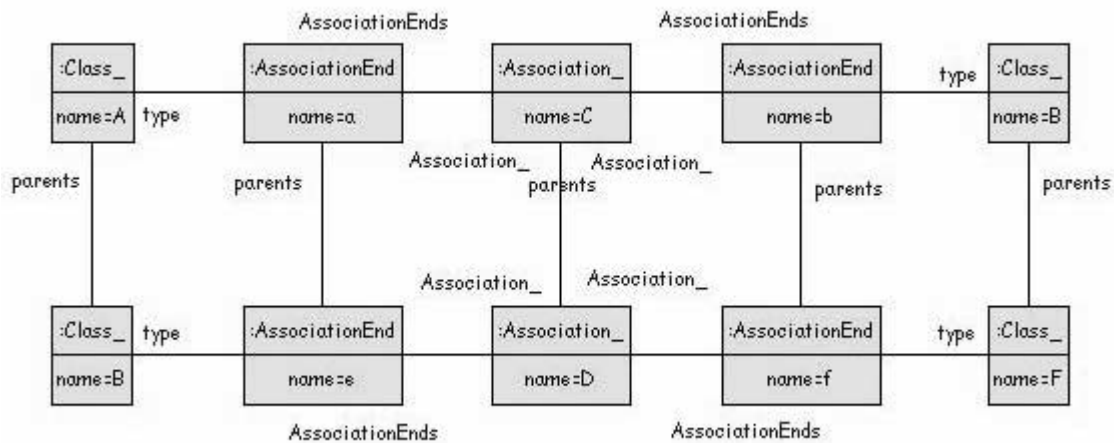 AssociationEnds AssociationEnds
:Class_ :AssociationEnd :Association_ :AssociationEnd type :Class_
name=A type name=a name=C name=b name=B
Association_ Association_
parents parents parents parents parents
Association_ Association_
:Class_ type :AssociationEnd :Association_ :AssociationEnd type :Class_
name=B name=e name=D name=f name=F
AssociationEnds AssociationEnds